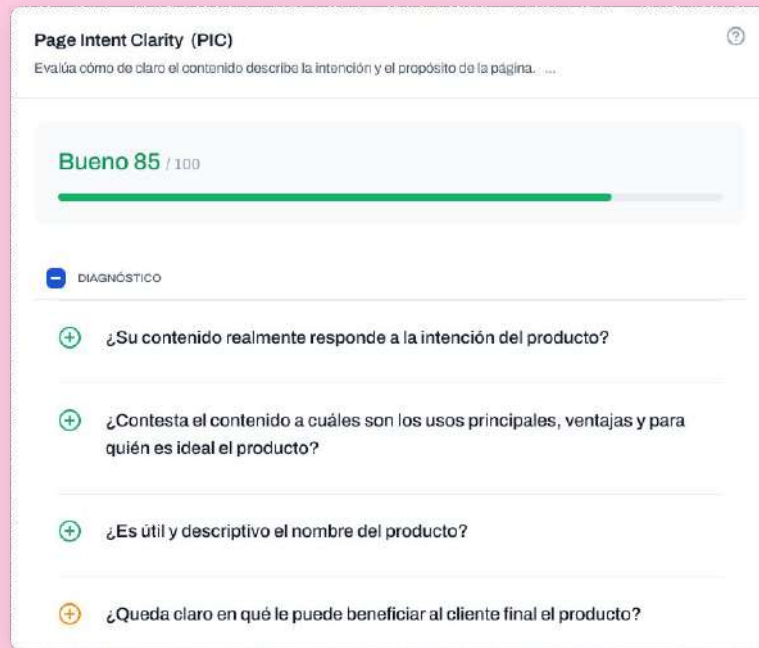 Page Intent Clarity (PIC)
Evalúa cómo de claro el contenido describe la intención y el propósito de la página. ...
Bueno 85 / 100
DIAGNÓSTICO
¿Su contenido realmente responde a la intención del producto?
¿Contesta el contenido a cuáles son los usos principales, ventajas y para
quién es ideal el producto?
¿Es útil y descriptivo el nombre del producto?
¿Queda claro en qué le puede beneficiar al cliente final el producto?